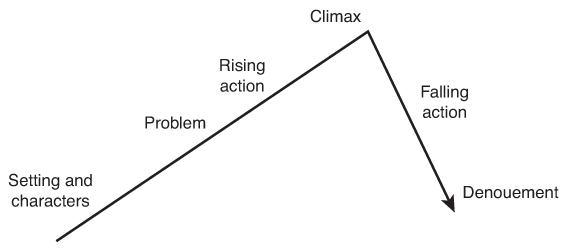 Climax
Rising
action
Falling
action
Problem
Setting and
characters
Denouement